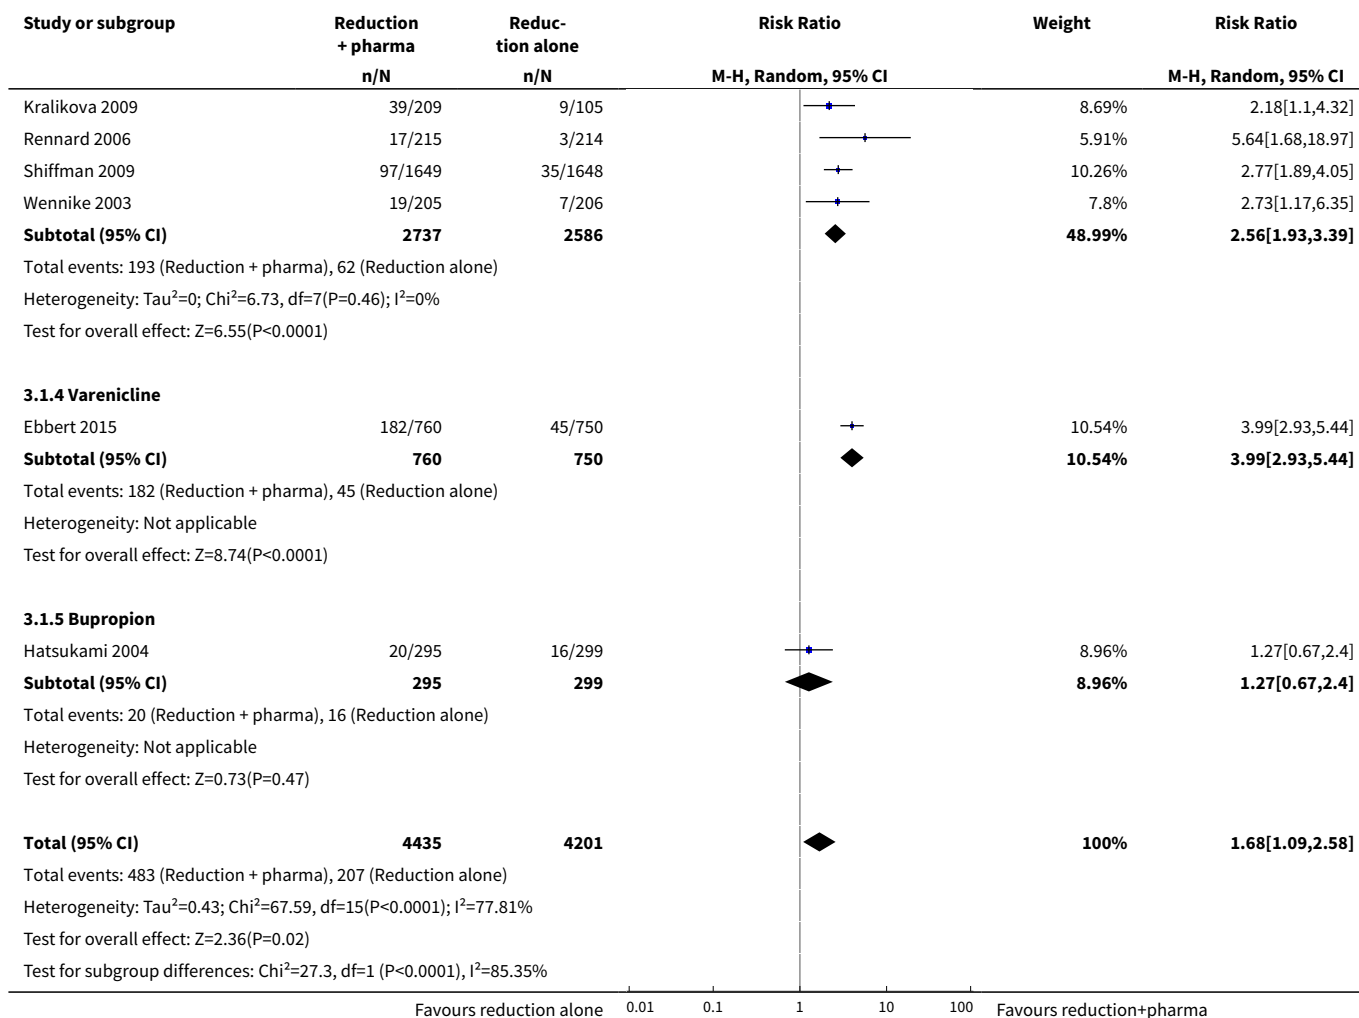 Study or subgroup Reduction + pharma Reduc-tion alone Risk Ratio Weight Risk Ratio
n/N n/N M-H, Random, 95% CI M-H, Random, 95% CI
Kralikova 2009 39/209 9/105 8.69% 2.18[1.1,4.32]
Rennard 2006 17/215 3/214 5.91% 5.64[1.68,18.97]
Shiffman 2009 97/1649 35/1648 10.26% 2.77[1.89,4.05]
Wennike 2003 19/205 7/206 7.8% 2.73[1.17,6.35]
Subtotal (95% CI) 2737 2586 48.99% 2.56[1.93,3.39]
Total events: 193 (Reduction + pharma), 62 (Reduction alone)
Heterogeneity: Tau²=0; Chi²=6.73, df=7(P=0.46); I²=0%
Test for overall effect: Z=6.55(P<0.0001)
3.1.4 Varenicline
Ebbert 2015 182/760 45/750 10.54% 3.99[2.93,5.44]
Subtotal (95% CI) 760 750 10.54% 3.99[2.93,5.44]
Total events: 182 (Reduction + pharma), 45 (Reduction alone)
Heterogeneity: Not applicable
Test for overall effect: Z=8.74(P<0.0001)
3.1.5 Bupropion
Hatsukami 2004 20/295 16/299 8.96% 1.27[0.67,2.4]
Subtotal (95% CI) 295 299 8.96% 1.27[0.67,2.4]
Total events: 20 (Reduction + pharma), 16 (Reduction alone)
Heterogeneity: Not applicable
Test for overall effect: Z=0.73(P=0.47)
Total (95% CI) 4435 4201 100% 1.68[1.09,2.58]
Total events: 483 (Reduction + pharma), 207 (Reduction alone)
Heterogeneity: Tau²=0.43; Chi²=67.59, df=15(P<0.0001); I²=77.81%
Test for overall effect: Z=2.36(P=0.02)
Test for subgroup differences: Chi²=27.3, df=1 (P<0.0001), I²=85.35%
Favours reduction alone 0.01 0.1 1 10 100 Favours reduction+pharma